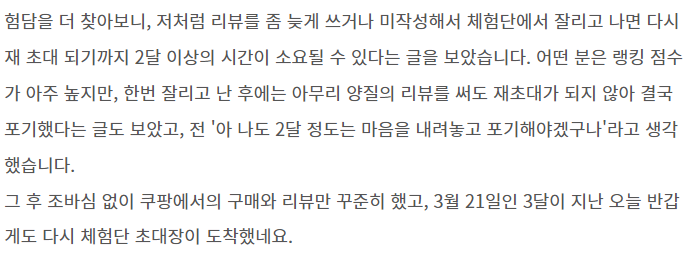 험담을 더 찾아보니, 저처럼 리뷰를 좀 늦게 쓰거나 미작성해서 체험단에서 잘리고 나면 다시
재 초대 되기까지 2달 이상의 시간이 소요될 수 있다는 글을 보았습니다. 어떤 분은 랭킹 점수
가 아주 높지만, 한번 잘리고 난 후에는 아무리 양질의 리뷰를 써도 재초대가 되지 않아 결국
포기했다는 글도 보았고, 전 '아 나도 2달 정도는 마음을 내려놓고 포기해야겠구나'라고 생각
했습니다.
그 후 조바심 없이 쿠팡에서의 구매와 리뷰만 꾸준히 했고, 3월 21일인 3달이 지난 오늘 반갑
게도 다시 체험단 초대장이 도착했네요.